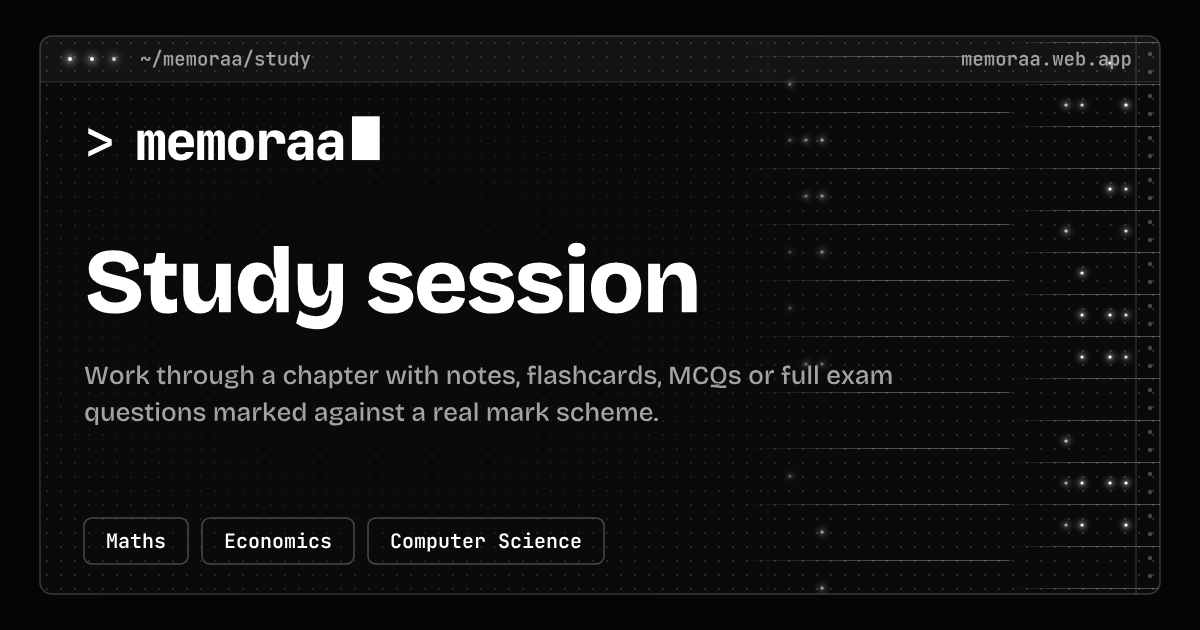 ~/memoraa/study
memoraa.web.app
> memoraa
Study session
Work through a chapter with notes, flashcards, MCQs or full exam
questions marked against a real mark scheme.
Maths
Economics
Computer Science